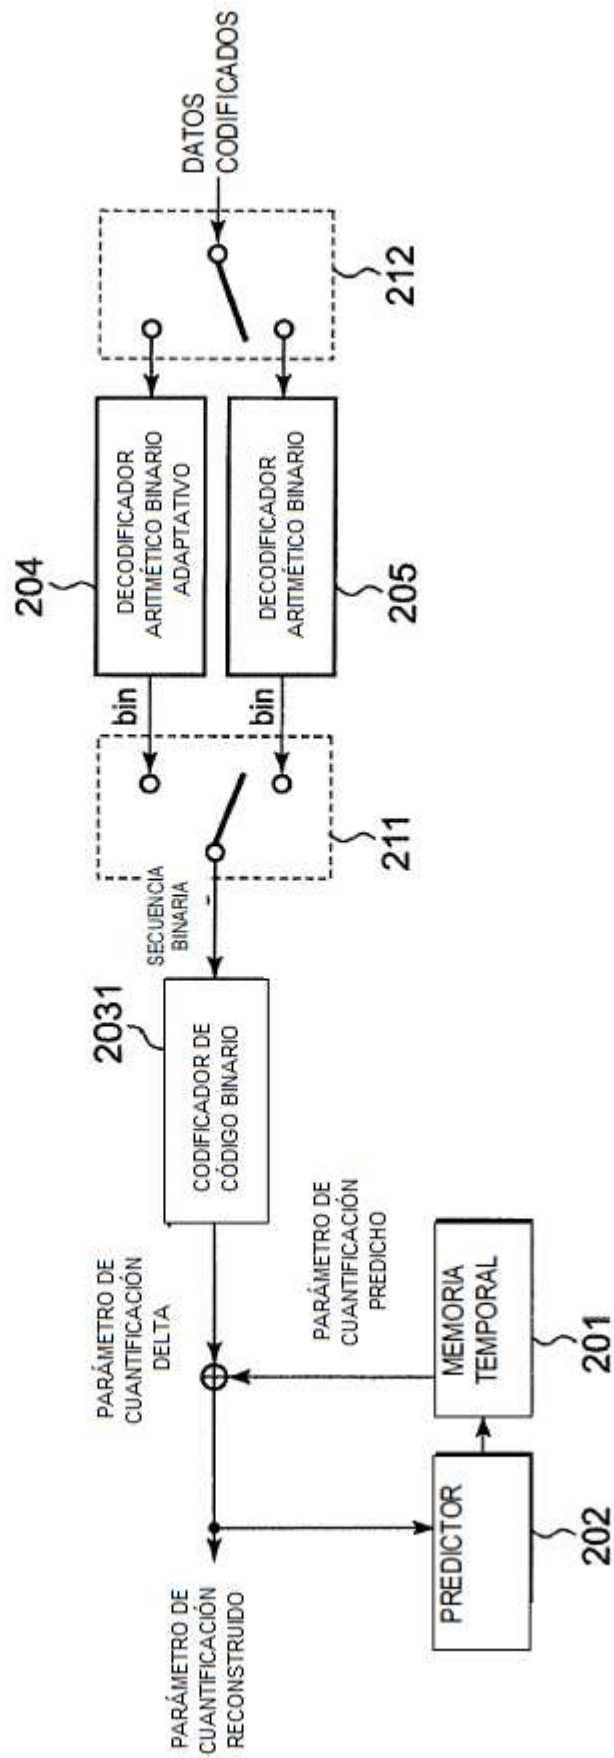 DATOS
CODIFICADOS
212
DECODIFICADOR
ARITMÉTICO BINARIO
ADAPTATIVO
204
DECODIFICADOR
ARITMÉTICO BINARIO
205
bin
bin
211
SECUENCIA
BINARIA
2031
CODIFICADOR DE
CÓDIGO BINARIO
PARÁMETRO DE
CUANTIFICACIÓN
DELTA
PARÁMETRO DE
CUANTIFICACIÓN
PREDICHO
MEMORIA
TEMPORAL
201
PREDICTOR
202
PARÁMETRO DE
CUANTIFICACIÓN
RECONSTRUIDO